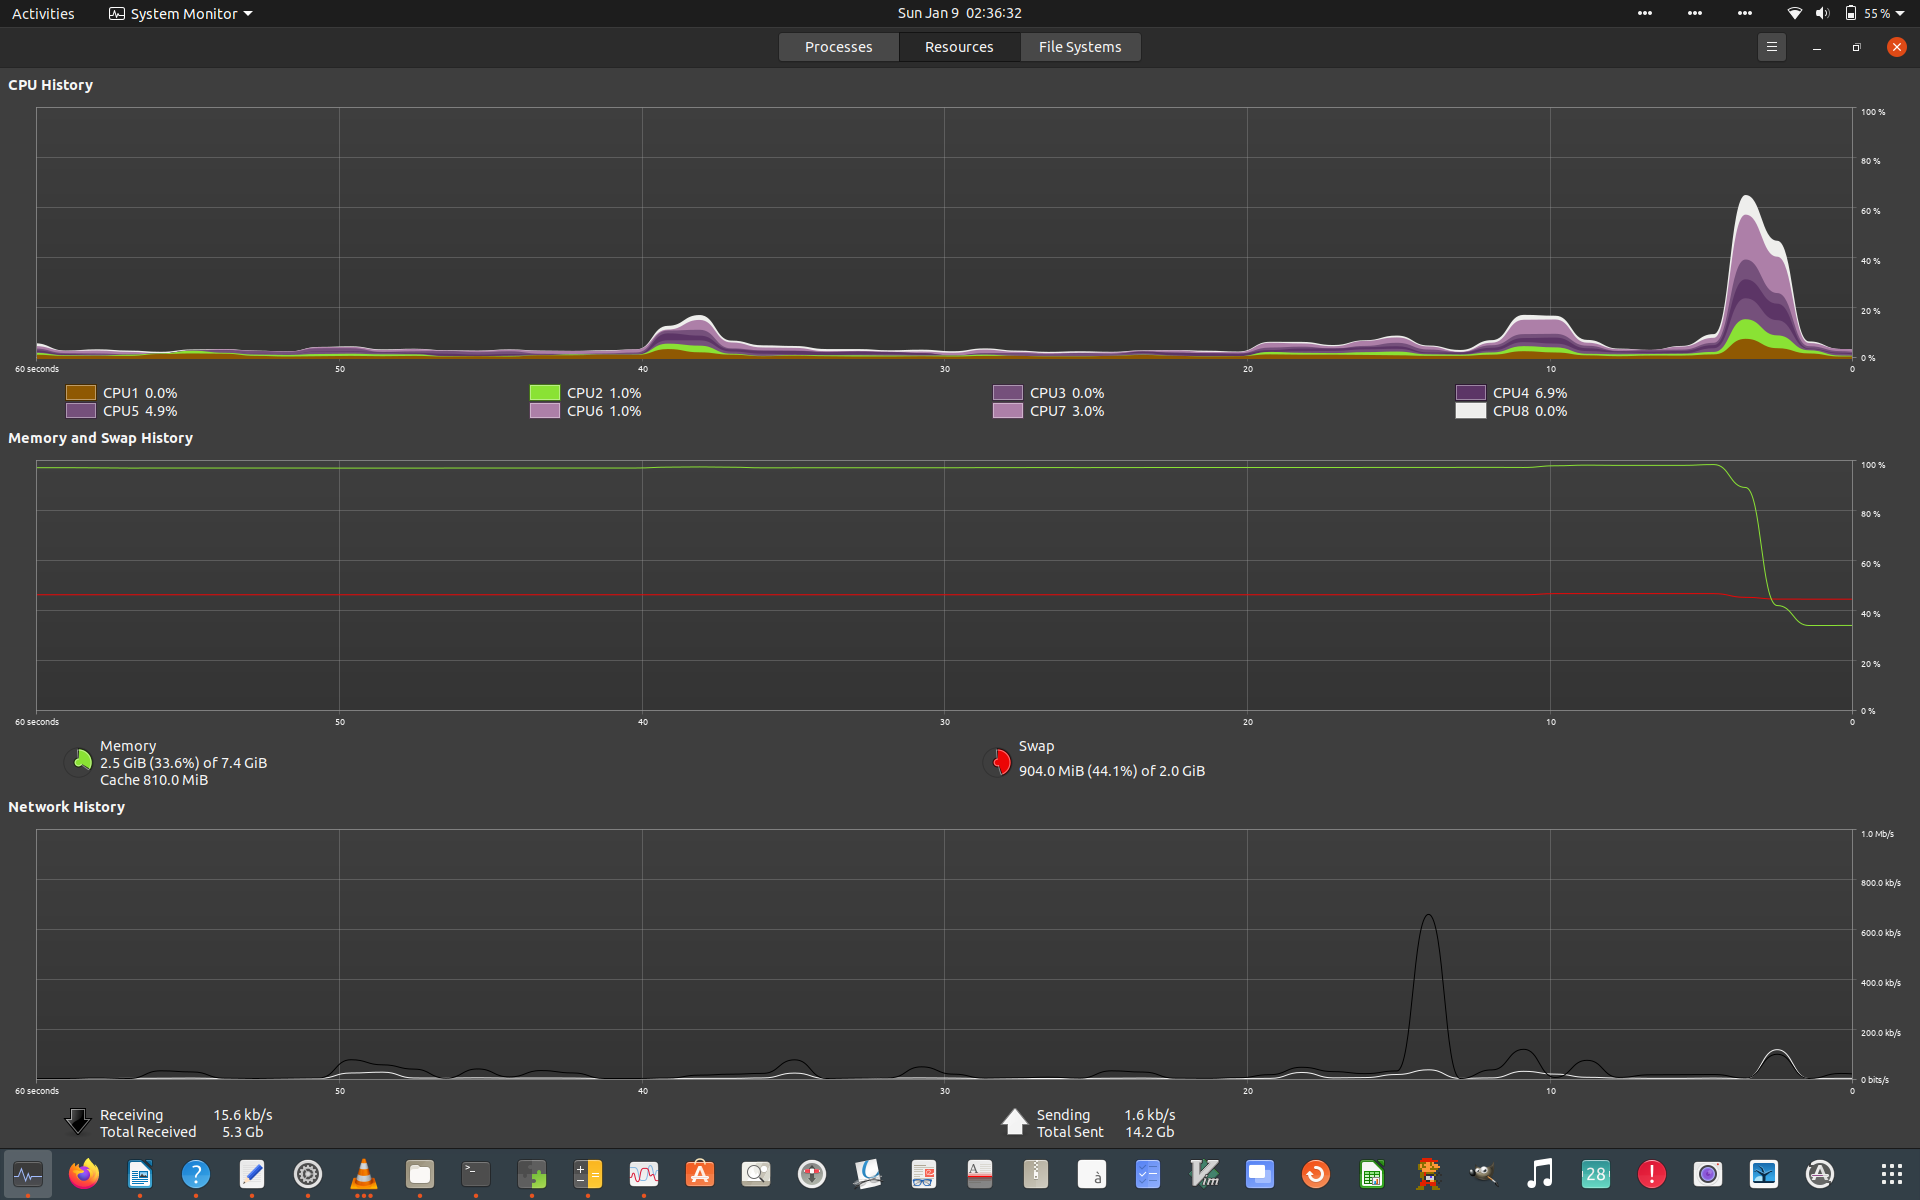 Activities System Monitor Sun Jan 9 02:36:32 55 %
Processes Resources File Systems
CPU History
100 %
80 %
60 %
40 %
20 %
0 %
60 seconds 50 40 30 20 10 0
CPU1 0.0% CPU2 1.0% CPU3 0.0% CPU4 6.9%
CPU5 4.9% CPU6 1.0% CPU7 3.0% CPU8 0.0%
Memory and Swap History
100 %
80 %
60 %
40 %
20 %
0 %
60 seconds 50 40 30 20 10 0
Memory
2.5 GiB (33.6%) of 7.4 GiB
Cache 810.0 MiB
Swap
904.0 MiB (44.1%) of 2.0 GiB
Network History
1.0 Mb/s
800.0 kb/s
600.0 kb/s
400.0 kb/s
200.0 kb/s
0 bits/s
60 seconds 50 40 30 20 10 0
Receiving 15.6 kb/s
Total Received 5.3 Gb
Sending 1.6 kb/s
Total Sent 14.2 Gb
? >_ A A à Vim 28 !